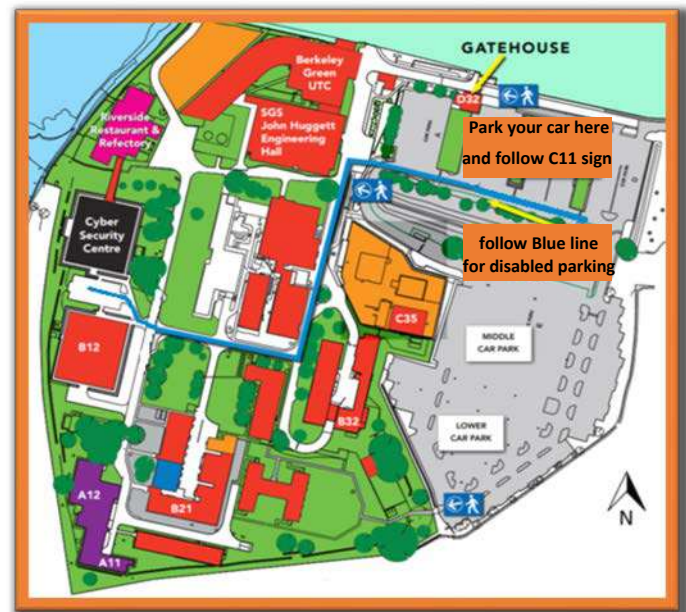 GATEHOUSE
Berkeley
Green
UTC
D32
Riverside
Restaurant &
Refectory
SGS
John Huggett
Engineering
Hall
Park your car here
and follow C11 sign
Cyber
Security
Centre
follow Blue line
for disabled parking
C35
B12
MIDDLE
CAR PARK
B32
LOWER
CAR PARK
A12
B21
A11
N